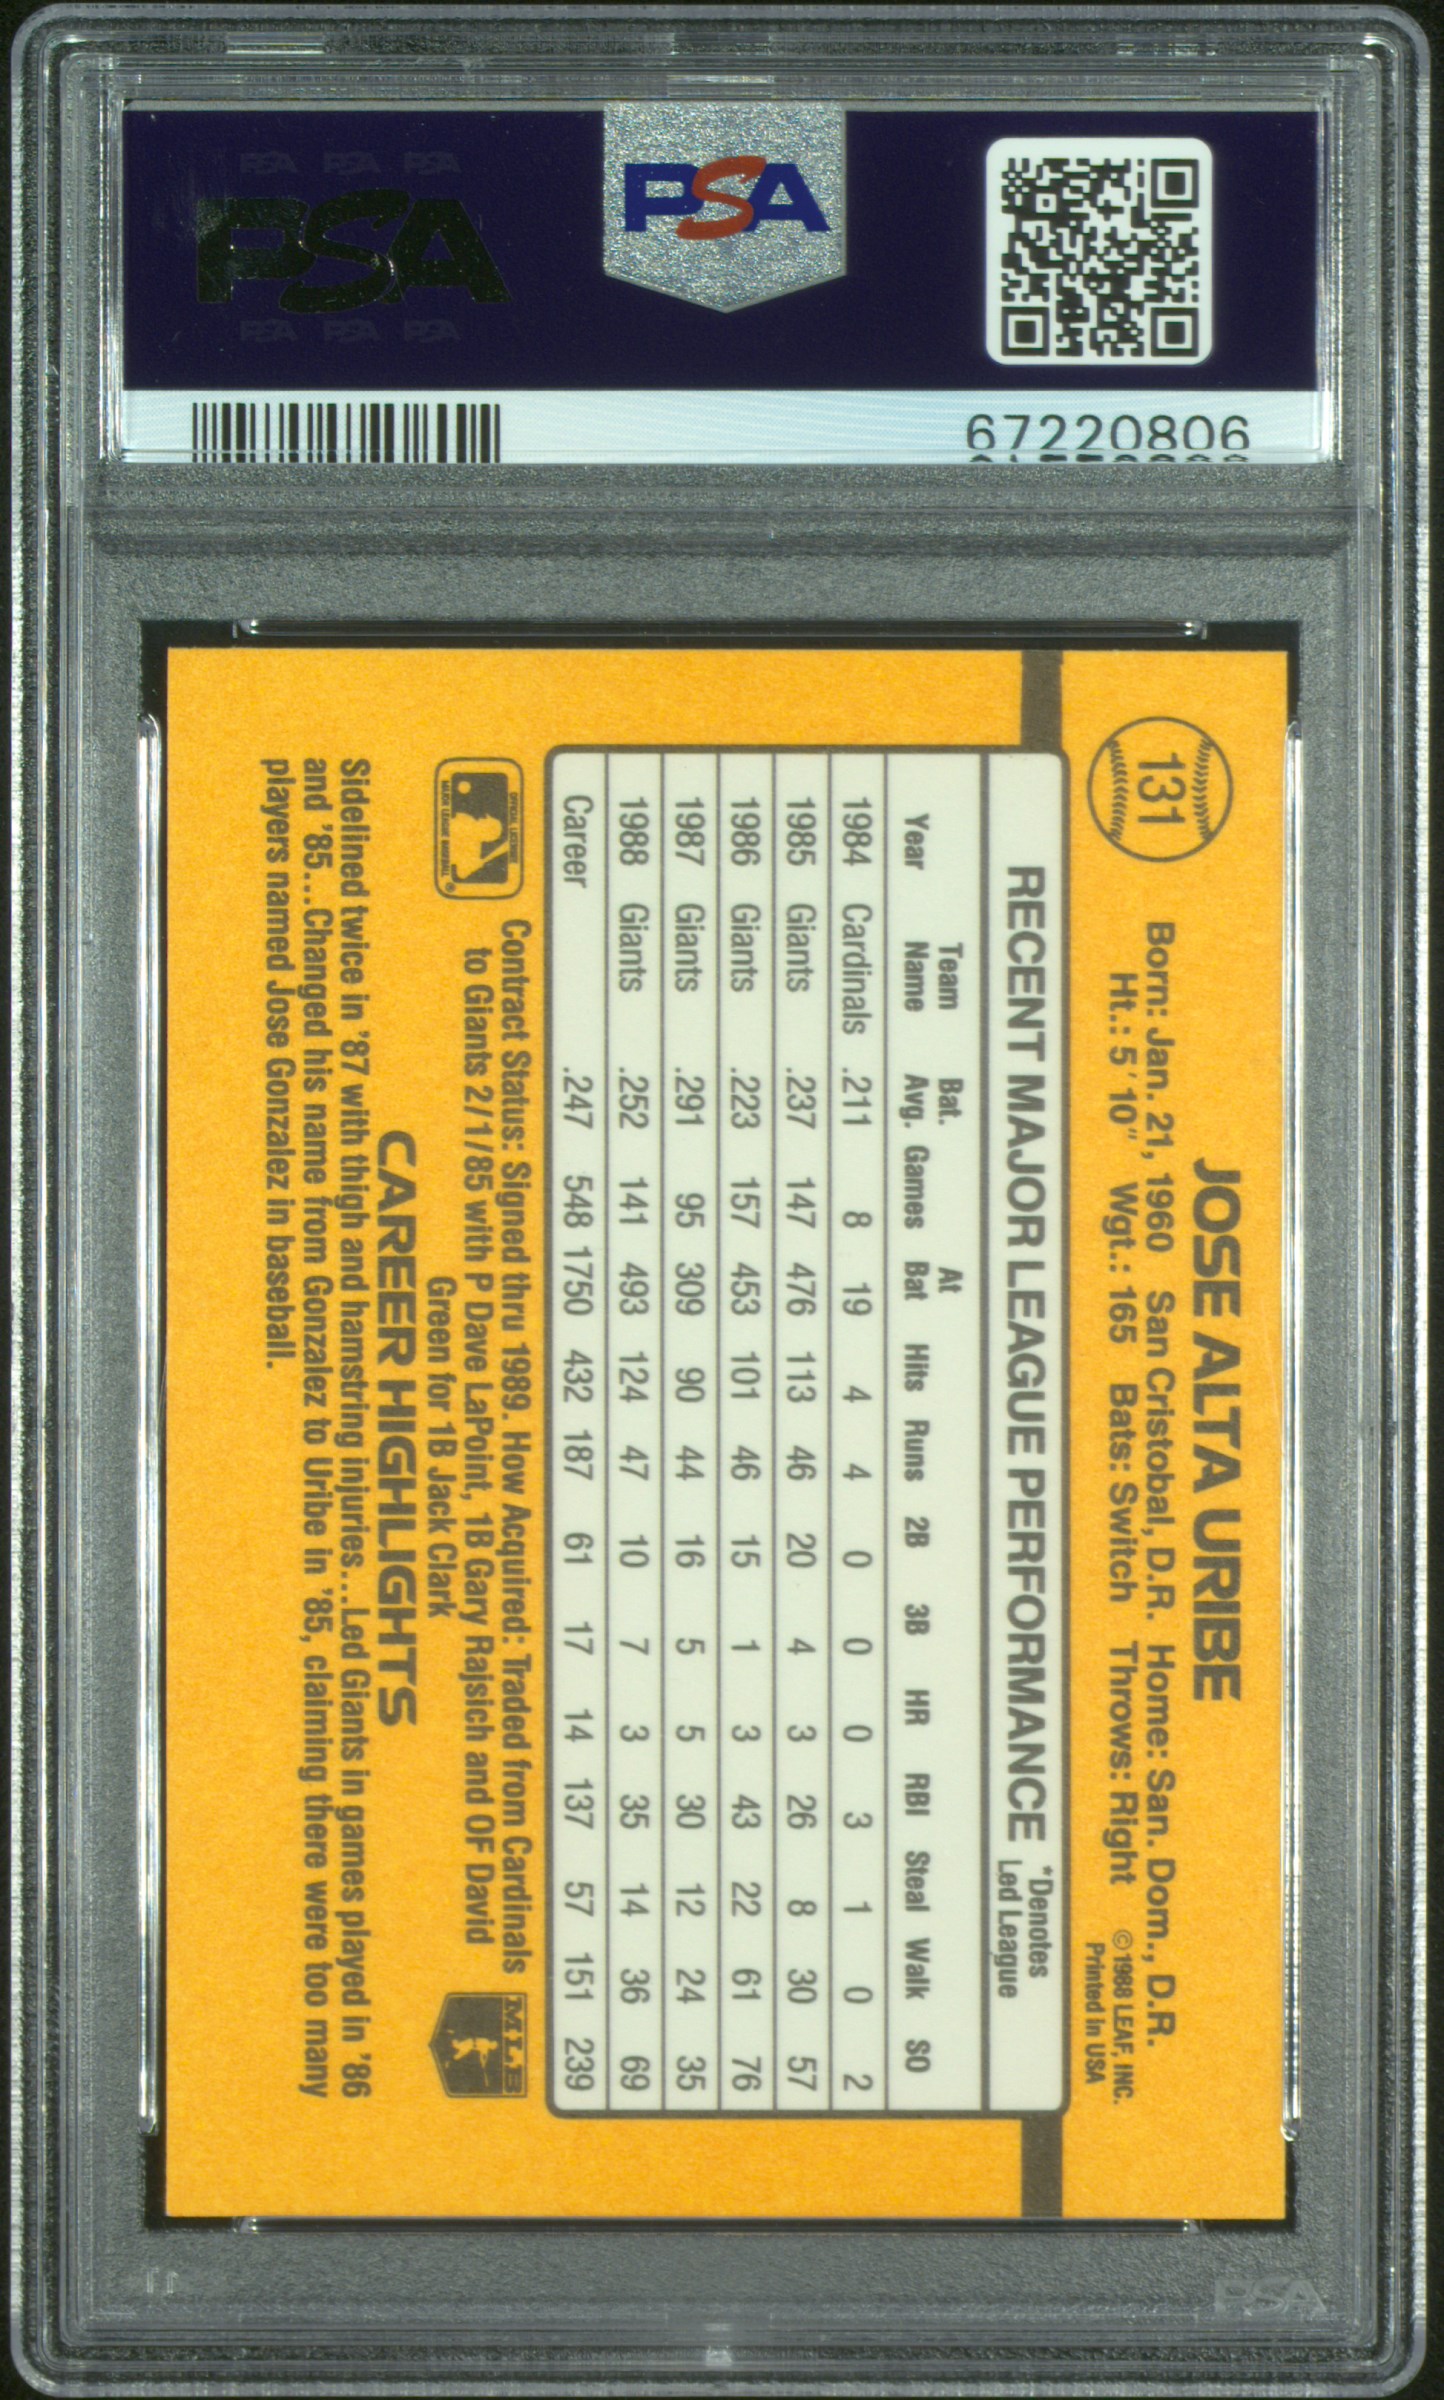 PSA PSA PSA
PSA
PSA PSA PSA
PSA
67220806
131
JOSE ALTA URIBE
Born: Jan. 21, 1960 San Cristobal, D.R. Home: San. Dom., D.R.
Ht.: 5'10" Wgt.: 165 Bats: Switch Throws: Right
©1988 LEAF, INC.
Printed in USA
RECENT MAJOR LEAGUE PERFORMANCE *Denotes
Led League
Year Team Name Bat. Avg. Games At Bat Hits Runs 2B 3B HR RBI Steal Walk SO
1984 Cardinals .211 8 19 4 4 0 0 0 3 1 0 2
1985 Giants .237 147 476 113 46 20 4 3 26 8 30 57
1986 Giants .223 157 453 101 46 15 1 3 43 22 61 76
1987 Giants .291 95 309 90 44 16 5 5 30 12 24 35
1988 Giants .252 141 493 124 47 10 7 3 35 14 36 69
Career .247 548 1750 432 187 61 17 14 137 57 151 239
OFFICIAL LICENSEE
MAJOR LEAGUE BASEBALL ®
Contract Status: Signed thru 1989. How Acquired: Traded from Cardinals
to Giants 2/1/85 with P Dave LaPoint, 1B Gary Rajsich and OF David
Green for 1B Jack Clark
MLB
CAREER HIGHLIGHTS
Sidelined twice in '87 with thigh and hamstring injuries...Led Giants in games played in '86
and '85...Changed his name from Gonzalez to Uribe in '85, claiming there were too many
players named Jose Gonzalez in baseball.
PSA